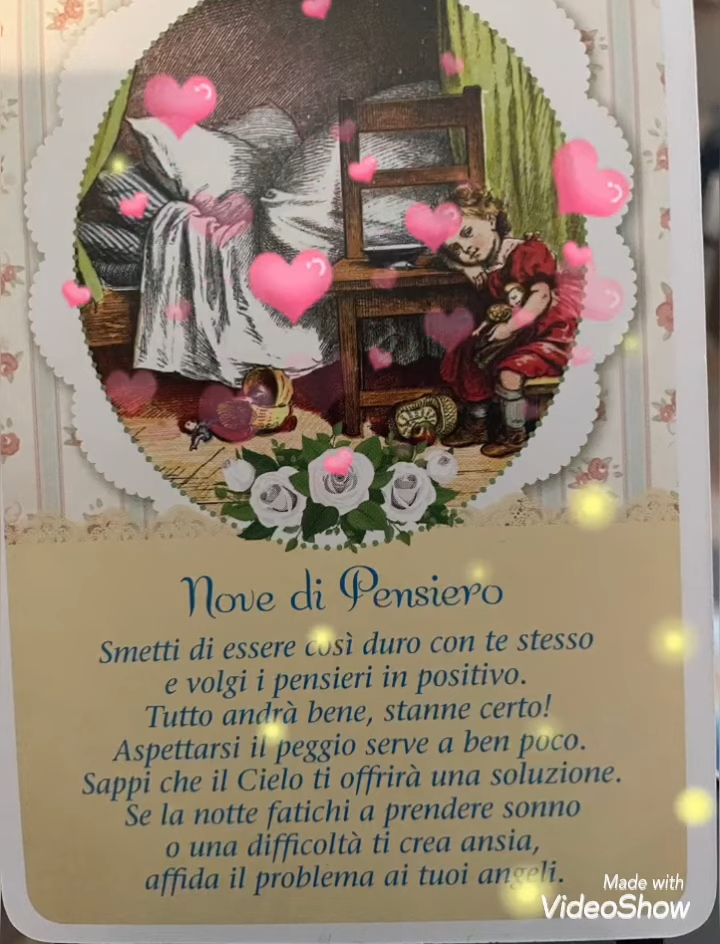 Nove di Pensiero
Smetti di essere così duro con te stesso
e volgi i pensieri in positivo.
Tutto andrà bene, stanne certo!
Aspettarsi il peggio serve a ben poco.
Sappi che il Cielo ti offrirà una soluzione.
Se la notte fatichi a prendere sonno
o una difficoltà ti crea ansia,
affida il problema ai tuoi angeli.
Made with
VideoShow